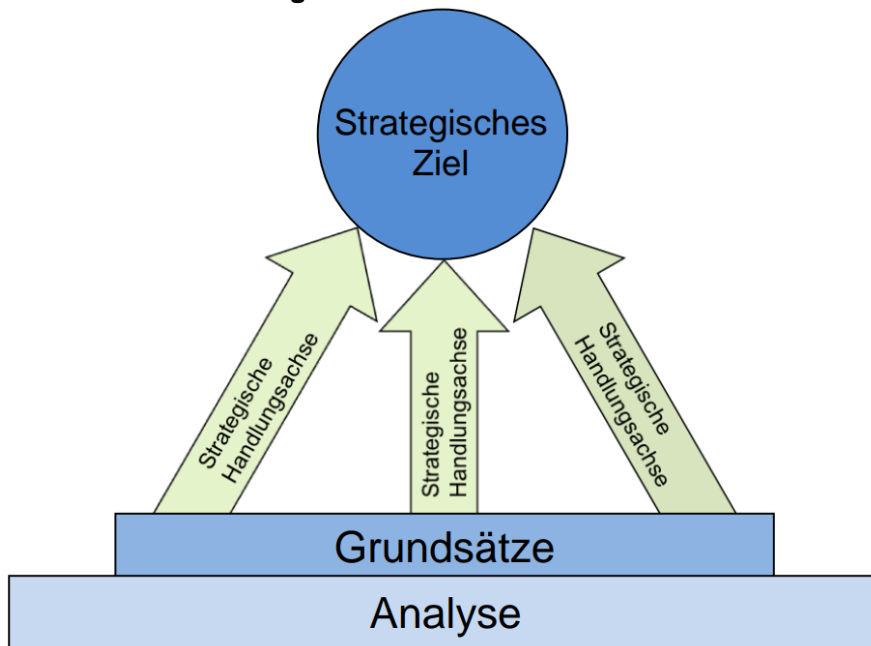 Strategisches
Ziel
Strategische
Handlungsachse
Strategische
Handlungsachse
Strategische
Handlungsachse
Grundsätze
Analyse